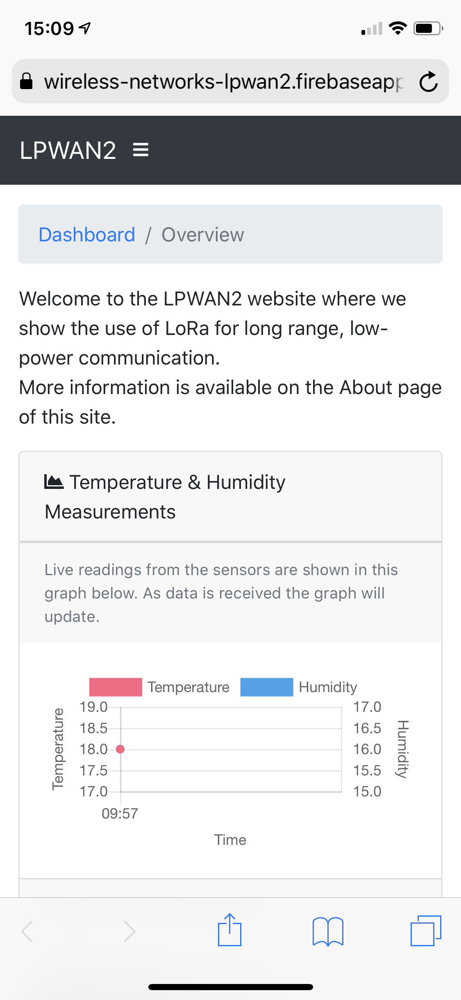 15:09
wireless-networks-lpwan2.firebaseapp
LPWAN2
Dashboard / Overview
Welcome to the LPWAN2 website where we
show the use of LoRa for long range, low-
power communication.
More information is available on the About page
of this site.
Temperature & Humidity
Measurements
Live readings from the sensors are shown in this
graph below. As data is received the graph will
update.
Temperature Humidity
Temperature
19.0
18.5
18.0
17.5
17.0
17.0
16.5
16.0
15.5
15.0
Humidity
09:57
Time